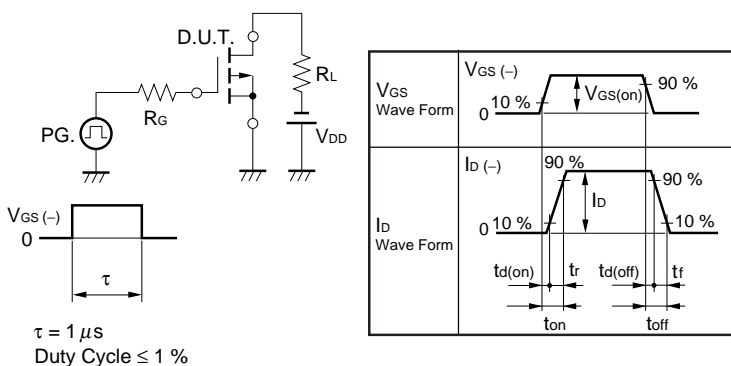 D.U.T.
RL
RG
PG.
VDD
VGS (−)
0
τ
τ = 1 μs
Duty Cycle ≤ 1 %
VGS
Wave Form
VGS (−)
10 %
0
VGS(on)
90 %
ID
Wave Form
ID (−)
90 %
90 %
ID
0 10 %
10 %
td(on) tr td(off) tf
ton toff